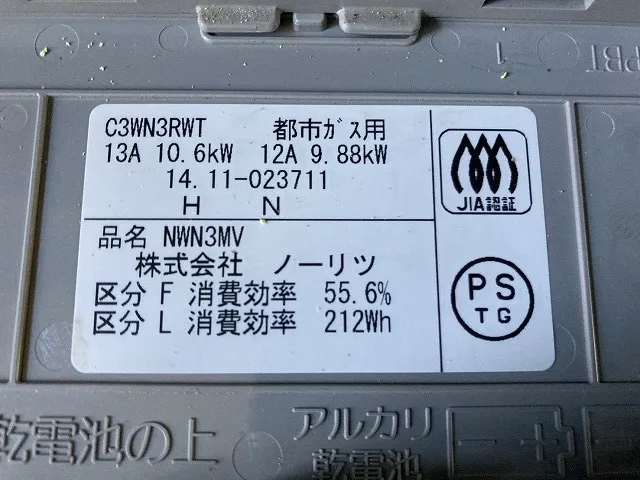 PBT 1
C3WN3RWT 都市ガス用
13A 10.6kW 12A 9.88kW
14.11-023711
H N
JIA認証
品名 NWN3MV
株式会社 ノーリツ
区分 F 消費効率 55.6%
区分 L 消費効率 212Wh
PS
TG
乾電池の上
アルカリ
乾電池
- +